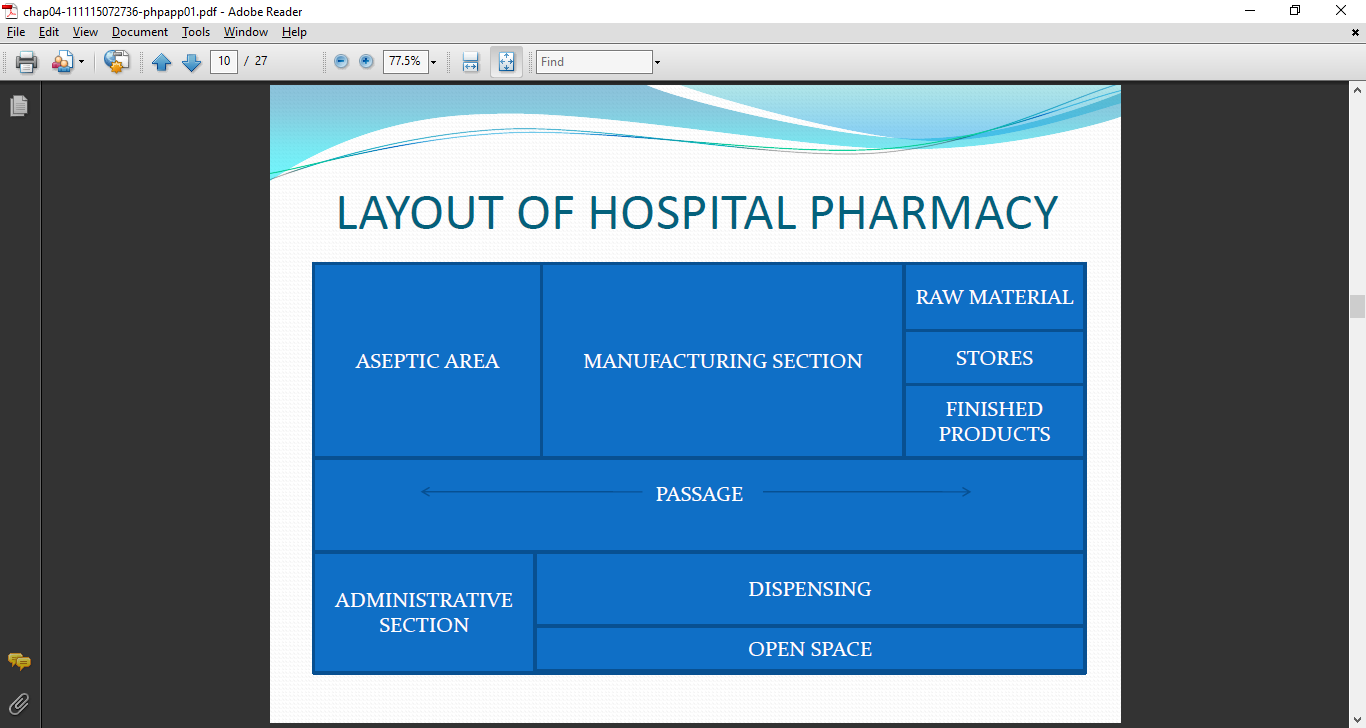 chap04-111115072736-phpapp01.pdf - Adobe Reader
File Edit View Document Tools Window Help
10 / 27 77.5% Find
LAYOUT OF HOSPITAL PHARMACY
ASEPTIC AREA
MANUFACTURING SECTION
RAW MATERIAL
STORES
FINISHED
PRODUCTS
PASSAGE
ADMINISTRATIVE
SECTION
DISPENSING
OPEN SPACE